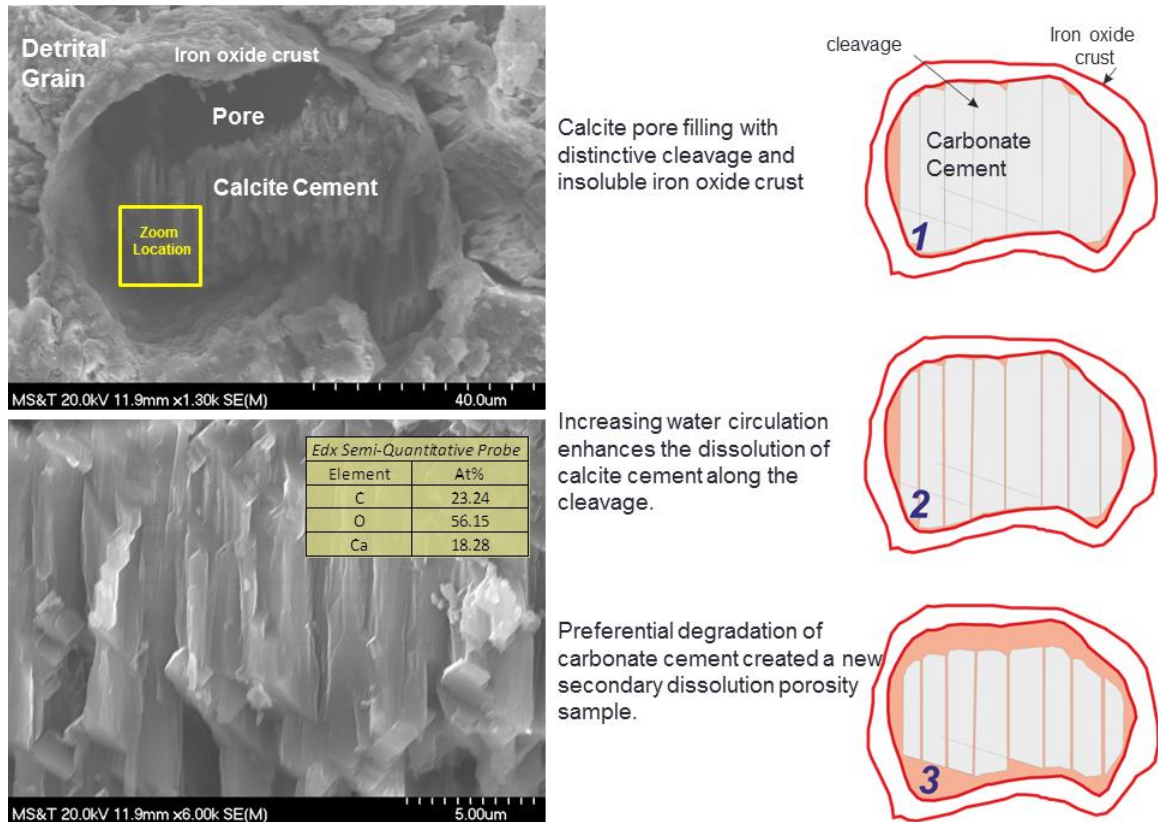 Detrital
Grain
Iron oxide crust
Pore
Calcite Cement
Zoom
Location
MS&T 20.0kV 11.9mm x1.30k SE(M)
40.0um
Edx Semi-Quantitative Probe
Element At%
C 23.24
O 56.15
Ca 18.28
MS&T 20.0kV 11.9mm x6.00k SE(M)
5.00um
Calcite pore filling with
distinctive cleavage and
insoluble iron oxide crust
cleavage
Iron oxide
crust
Carbonate
Cement
1
Increasing water circulation
enhances the dissolution of
calcite cement along the
cleavage.
2
Preferential degradation of
carbonate cement created a new
secondary dissolution porosity
sample.
3